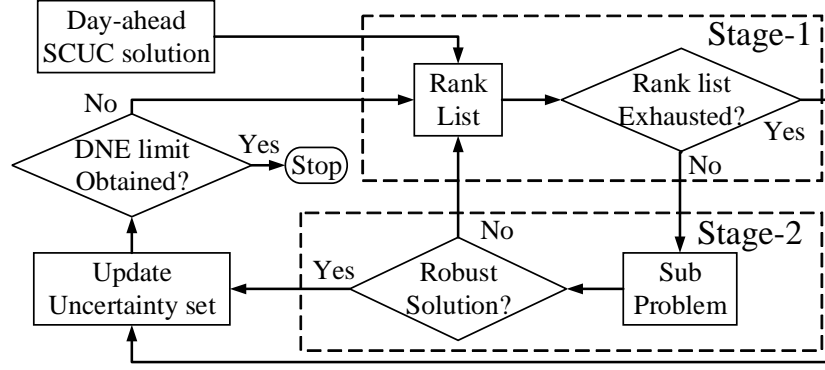 Day-ahead
SCUC solution
Stage-1
Rank
List
Rank list
Exhausted?
Yes
No
No
DNE limit
Obtained?
Yes
Stop
Stage-2
No
Update
Uncertainty set
Yes
Robust
Solution?
Sub
Problem